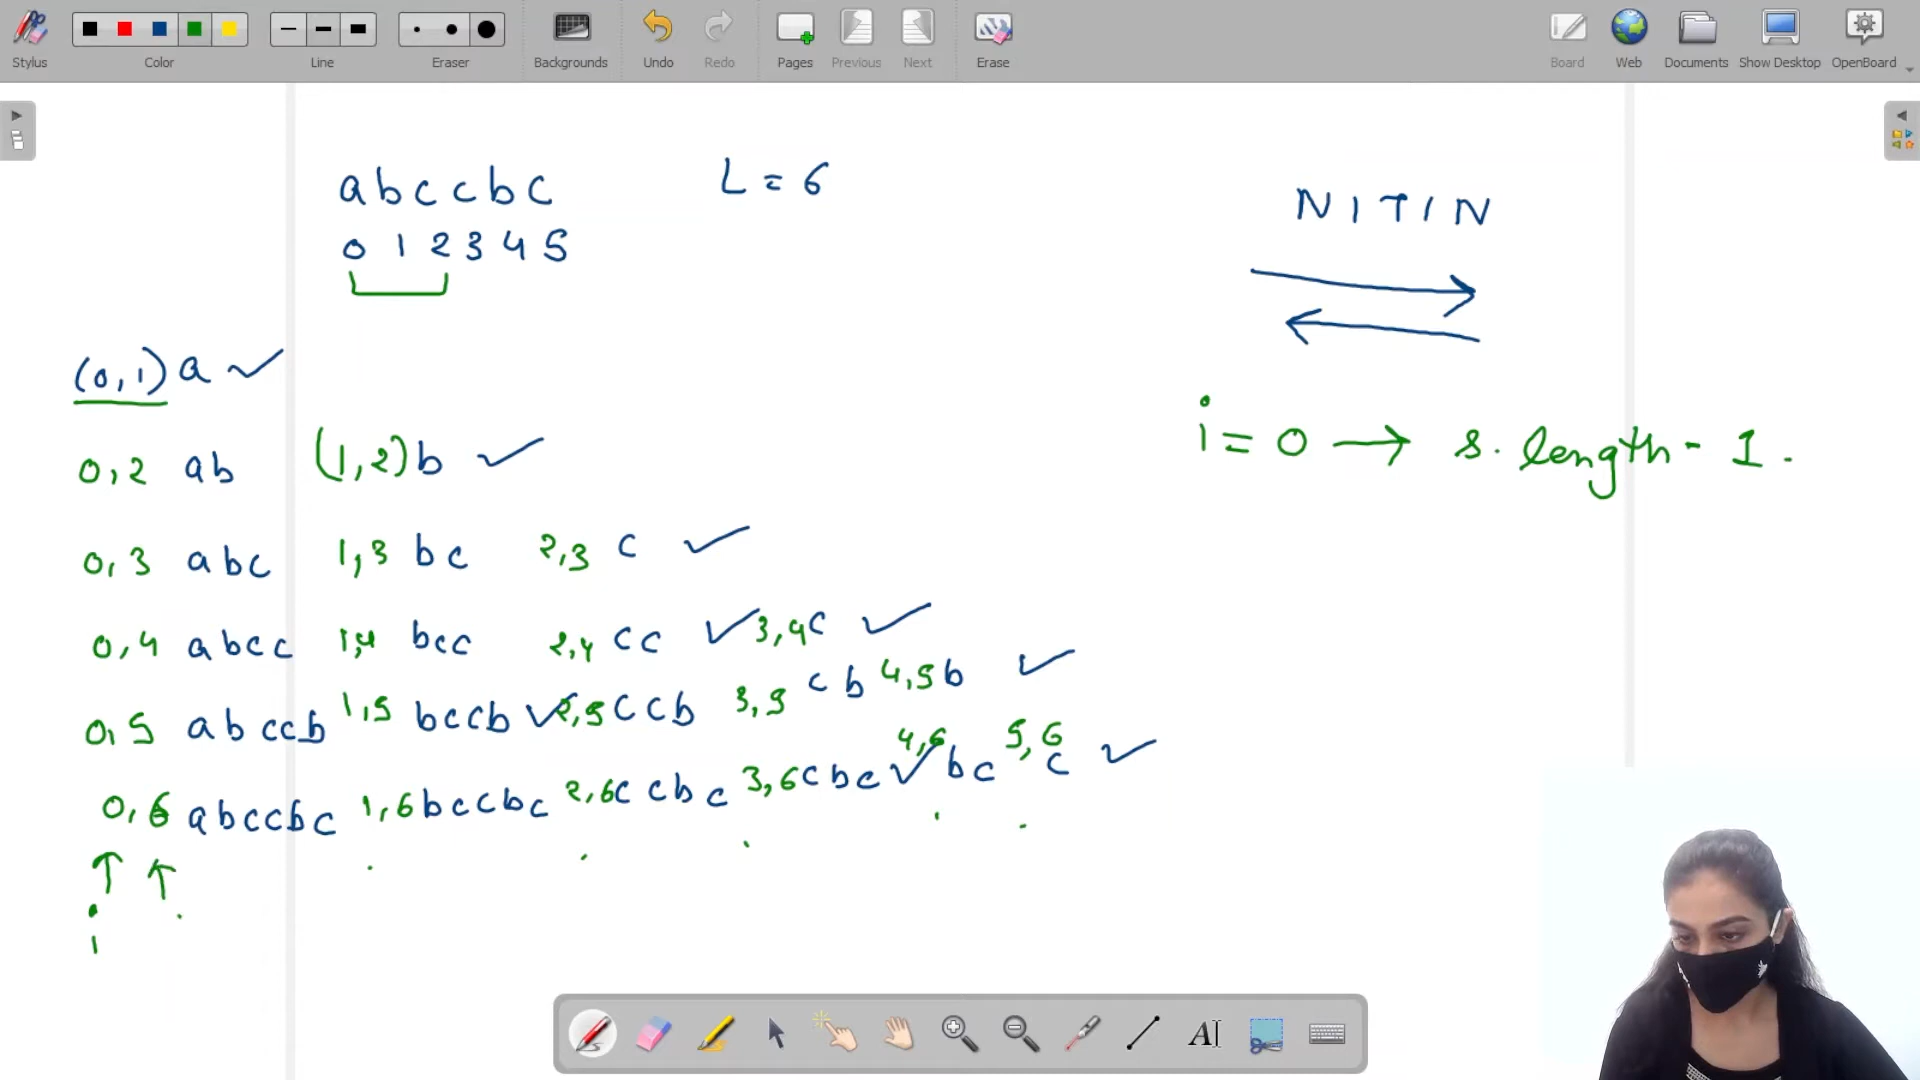 Stylus Color Line Eraser Backgrounds Undo Redo Pages Previous Next Erase Board Web Documents Show Desktop OpenBoard
abccbc L = 6
NITIN
0 1 2 3 4 5
(0,1) a ✓
i = 0 → s.length - 1.
0,2 ab (1,2) b ✓
0,3 abc 1,3 bc 2,3 c ✓
0,4 abcc 1,4 bcc 2,4 cc ✓ 3,4 c ✓
0,5 abccb 1,5 bccb ✓ 2,5 ccb 3,5 cb 4,5 b ✓
0,6 abccbc 1,6 bccbc 2,6 ccbc 3,6 cbc ✓ 4,6 bc 5,6 c ✓
↑ ↑
i
AI